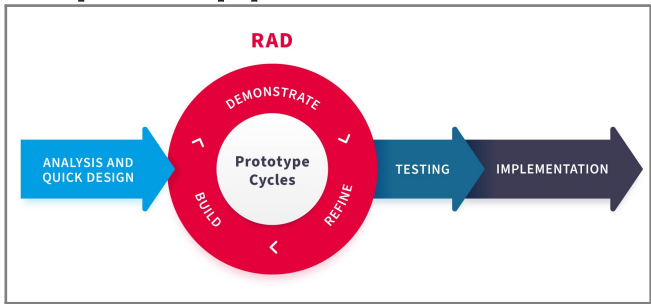 RAD
DEMONSTRATE
ANALYSIS AND
QUICK DESIGN
Prototype
Cycles
BUILD
REFINE
TESTING
IMPLEMENTATION